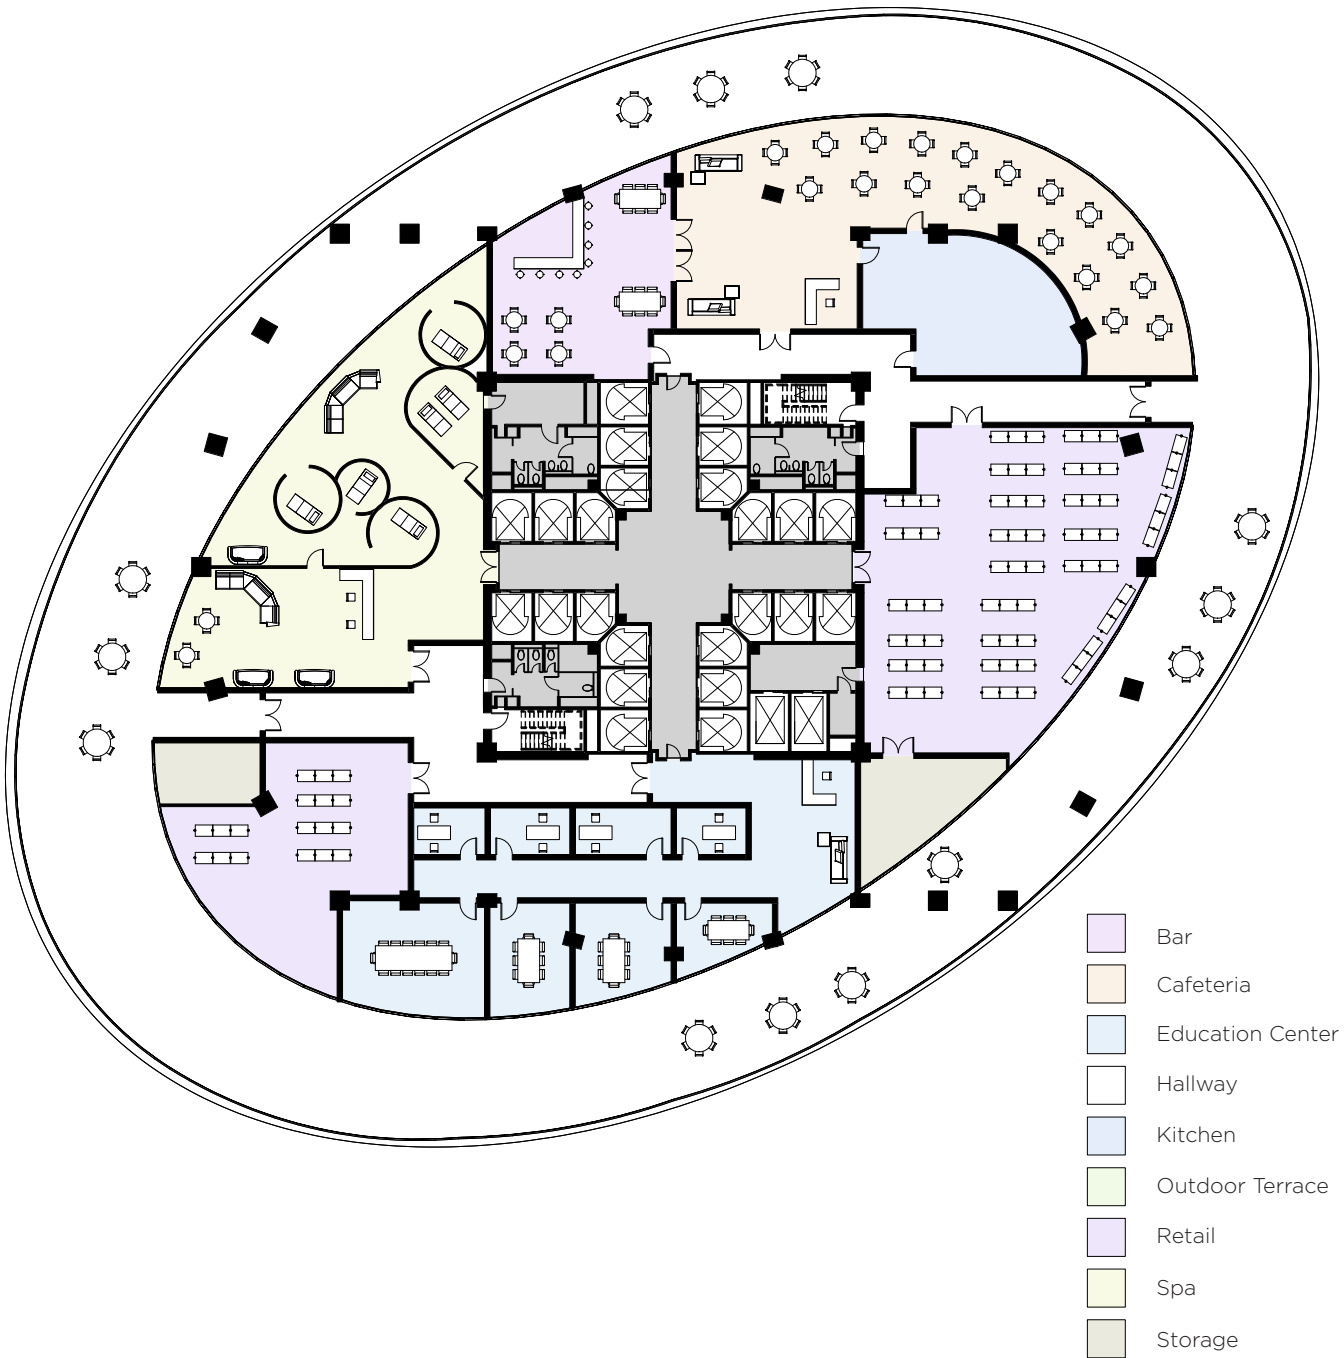 Bar
Cafeteria
Education Center
Hallway
Kitchen
Outdoor Terrace
Retail
Spa
Storage